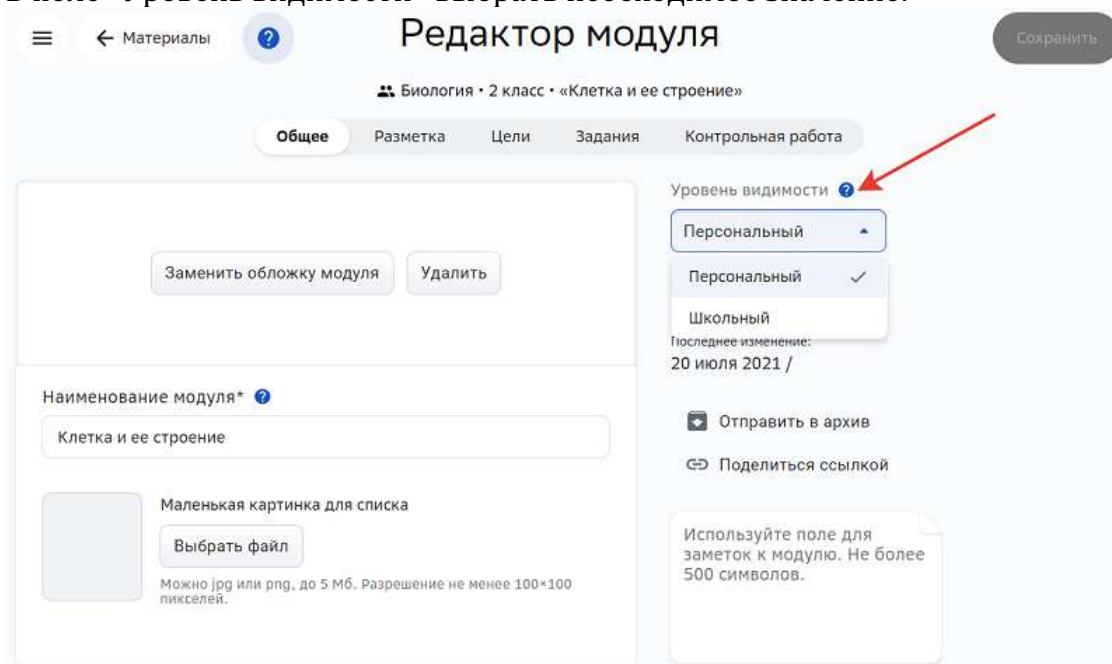 В поле "Уровень видимости" выбрать необходимое значение.
← Материалы
Редактор модуля
Сохранить
Биология • 2 класс • «Клетка и ее строение»
Общее Разметка Цели Задания Контрольная работа
Уровень видимости
Персональный
Заменить обложку модуля Удалить
Персональный
Школьный
Последнее изменение:
20 июля 2021 /
Наименование модуля*
Клетка и ее строение
Отправить в архив
Поделиться ссылкой
Маленькая картинка для списка
Выбрать файл
Можно jpg или png, до 5 Мб. Разрешение не менее 100×100
пикселей.
Используйте поле для
заметок к модулю. Не более
500 символов.